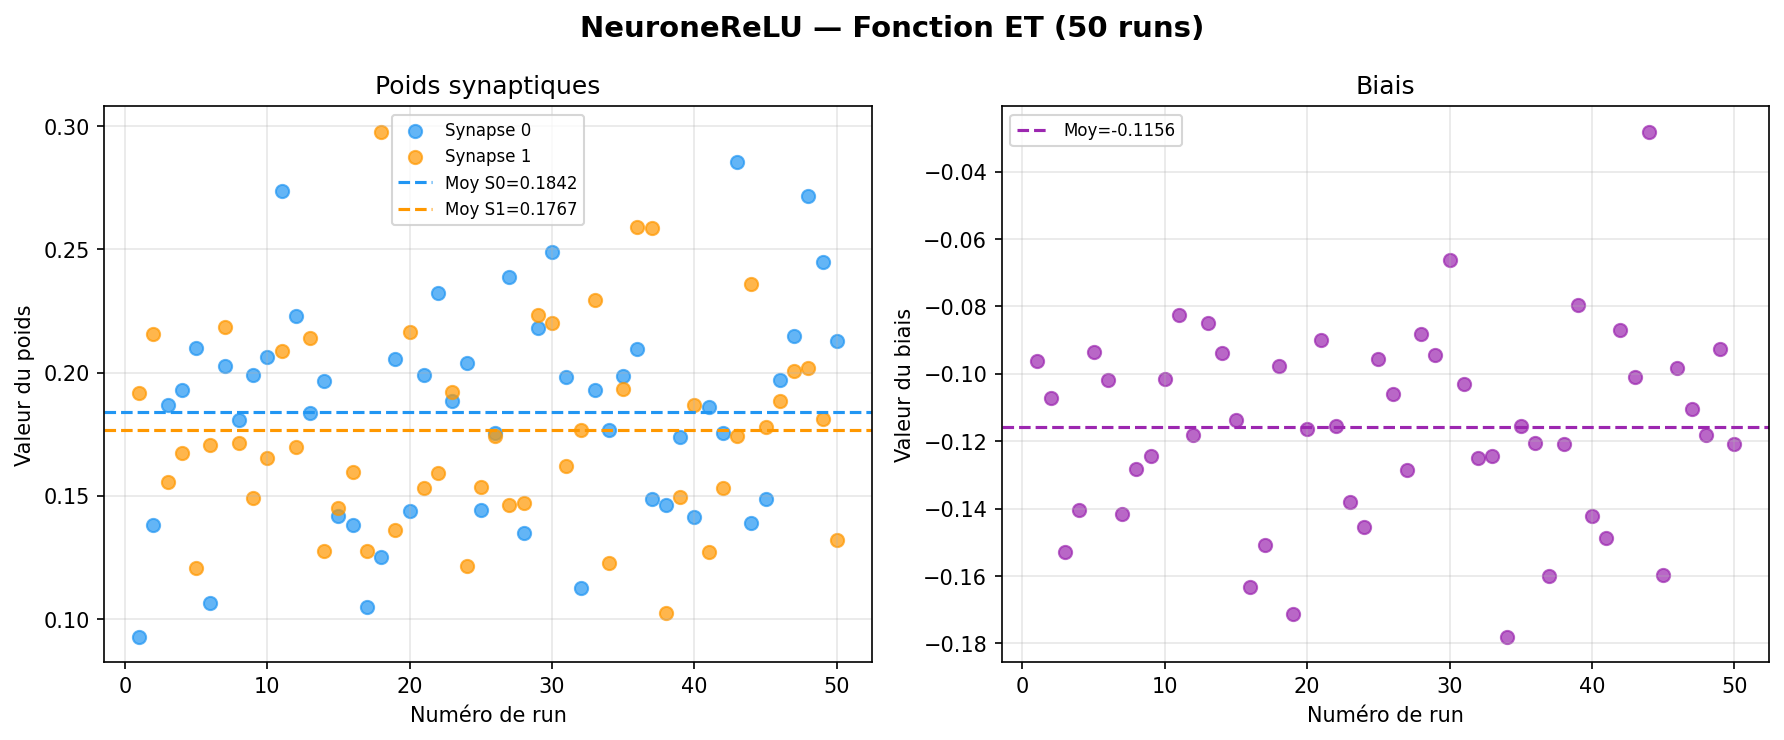 NeuroneReLU — Fonction ET (50 runs)
Poids synaptiques
Valeur du poids
0.30
0.25
0.20
0.15
0.10
Synapse 0
Synapse 1
Moy S0=0.1842
Moy S1=0.1767
0 10 20 30 40 50
Numéro de run
Biais
Valeur du biais
−0.04
−0.06
−0.08
−0.10
−0.12
−0.14
−0.16
−0.18
Moy=-0.1156
0 10 20 30 40 50
Numéro de run